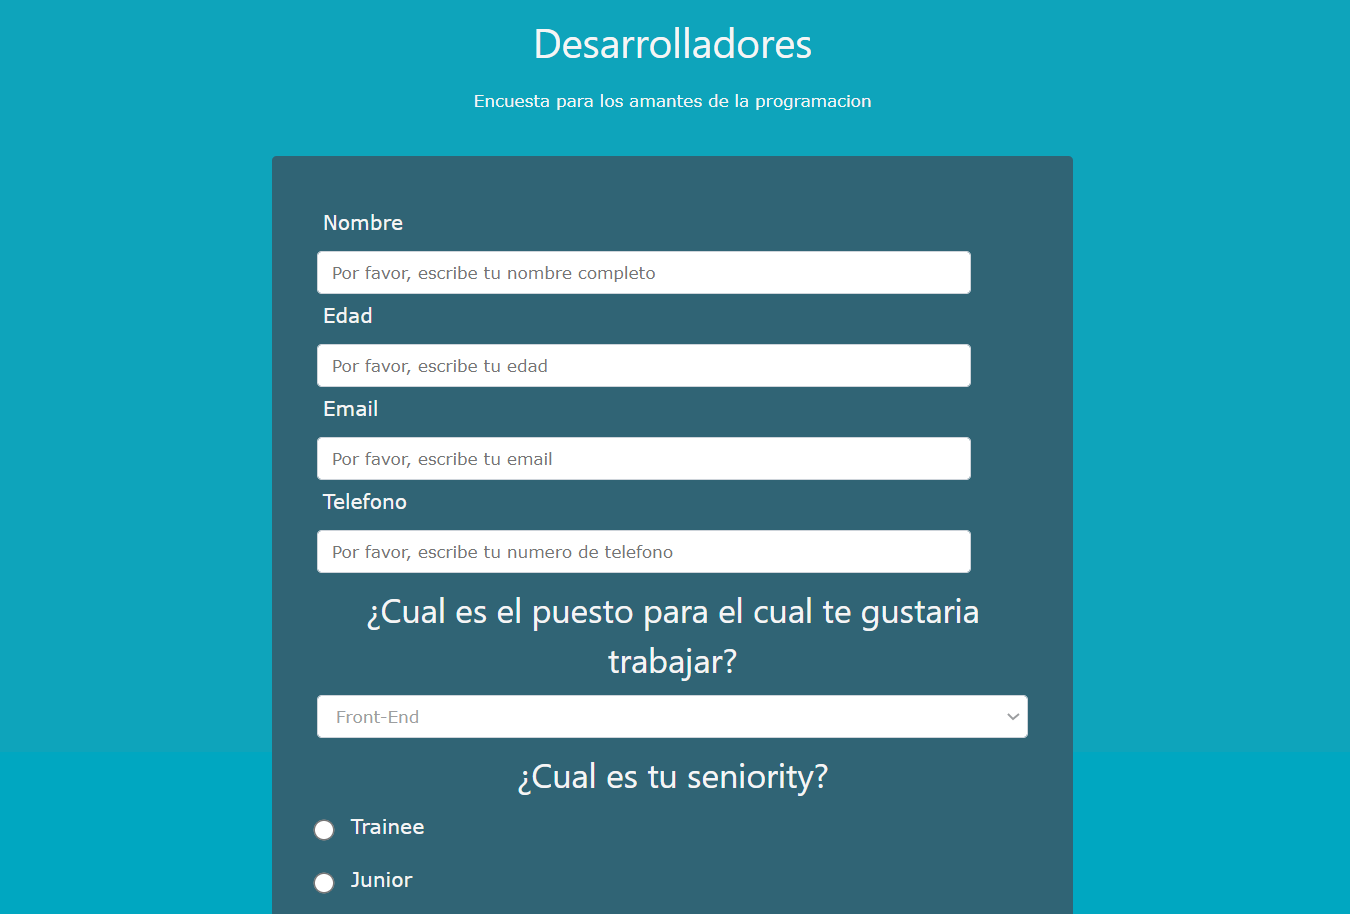 Desarrolladores
Encuesta para los amantes de la programacion
Nombre
Por favor, escribe tu nombre completo
Edad
Por favor, escribe tu edad
Email
Por favor, escribe tu email
Telefono
Por favor, escribe tu numero de telefono
¿Cual es el puesto para el cual te gustaria
trabajar?
Front-End
¿Cual es tu seniority?
Trainee
Junior